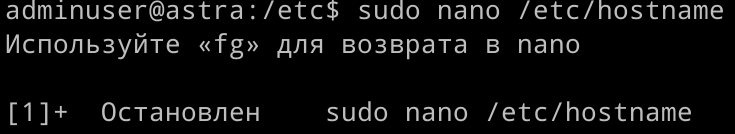 adminuser@astra:/etc$ sudo nano /etc/hostname
Используйте «fg» для возврата в nano
[1]+  Остановлен    sudo nano /etc/hostname